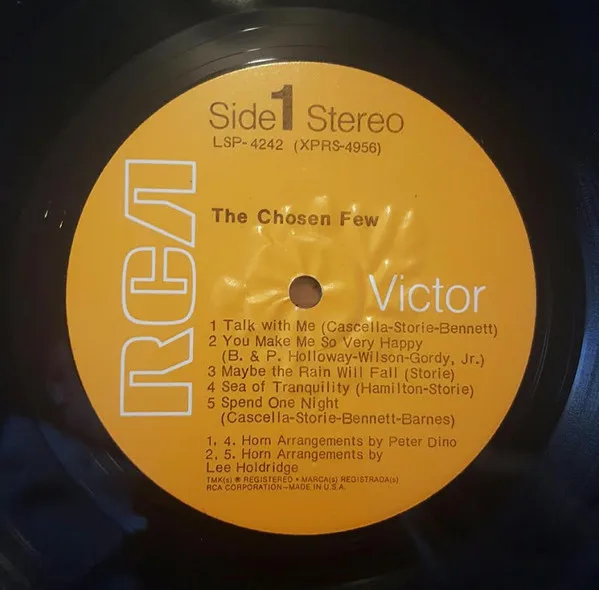 Side 1 Stereo
LSP-4242 (XPRS-4956)
RCA
The Chosen Few
Victor
1 Talk with Me (Cascella-Storie-Bennett)
2 You Make Me So Very Happy
(B. & P. Holloway-Wilson-Gordy, Jr.)
3 Maybe the Rain Will Fall (Storie)
4 Sea of Tranquility (Hamilton-Storie)
5 Spend One Night
(Cascella-Storie-Bennett-Barnes)
1, 4. Horn Arrangements by Peter Dino
2, 5. Horn Arrangements by
Lee Holdridge
TMK(s) ® REGISTERED • MARCA(s) REGISTRADA(s)
RCA CORPORATION—MADE IN U.S.A.